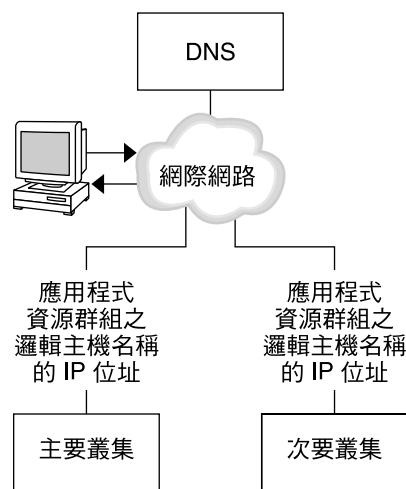 DNS
網際網路
應用程式
資源群組之
邏輯主機名稱
的 IP 位址
應用程式
資源群組之
邏輯主機名稱
的 IP 位址
主要叢集
次要叢集